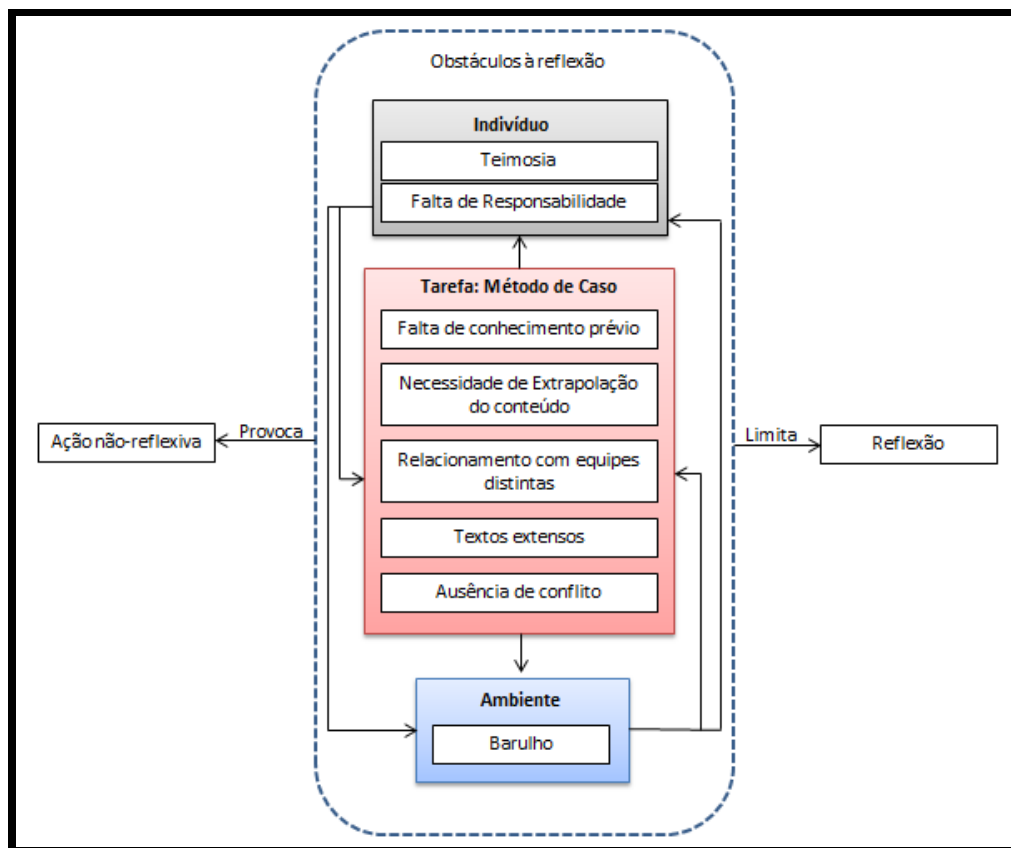 Obstáculos à reflexão
Indivíduo
Teimosia
Falta de Responsabilidade
Tarefa: Método de Caso
Falta de conhecimento prévio
Necessidade de Extrapolação
do conteúdo
Ação não-reflexiva
Provoca
Relacionamento com equipes
distintas
Limita
Reflexão
Textos extensos
Ausência de conflito
Ambiente
Barulho